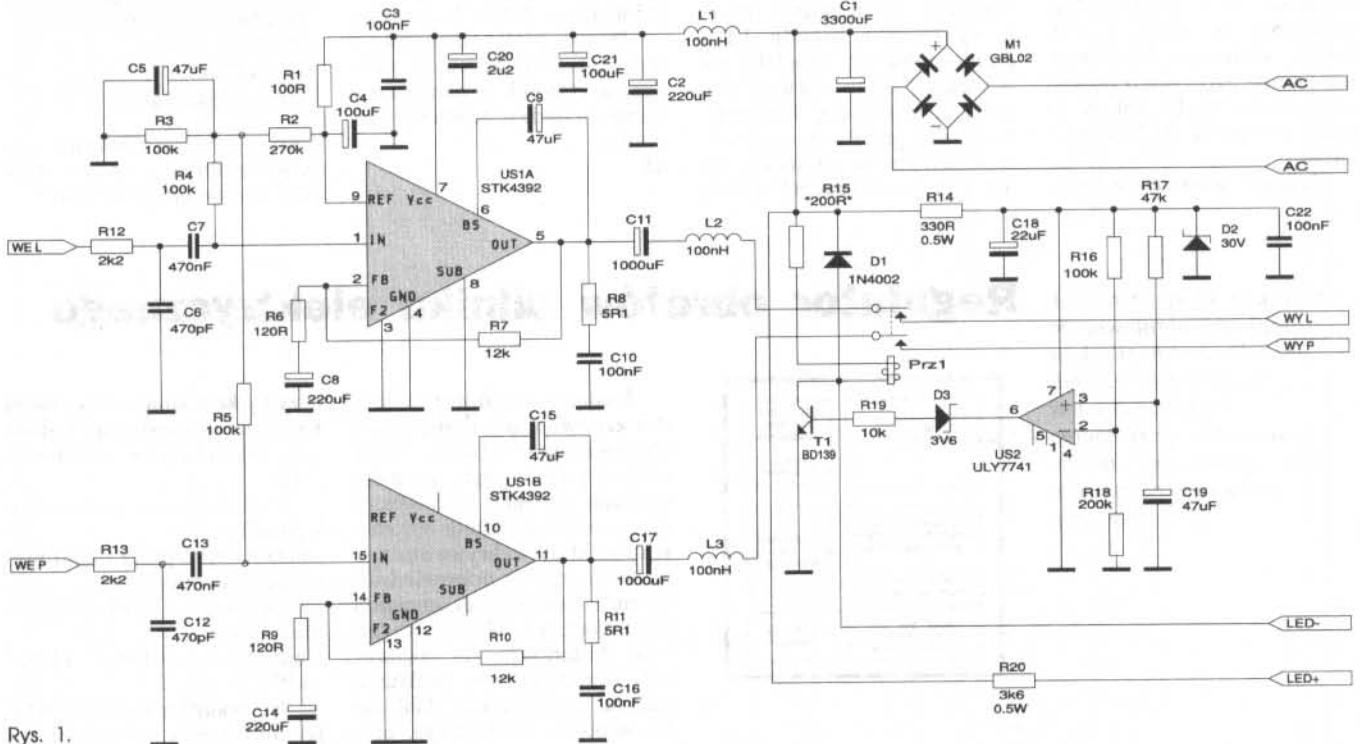 C3
100nF
L1
100nH
C1
3300uF
M1
GBL02
+
-
AC
AC
C5
47uF
R1
100R
C20
2u2
C21
100uF
C2
220uF
R3
100k
R2
270k
C4
100uF
C9
47uF
R4
100k
US1A
STK4392
REF
Vcc
BS
OUT
IN
FB
F2
GND
SUB
9
7
6
5
1
2
3
4
8
WE L
R12
2k2
C7
470nF
C6
470pF
R6
120R
C8
220uF
R7
12k
R8
5R1
C10
100nF
C11
1000uF
L2
100nH
R15
*200R*
D1
1N4002
R14
330R
0.5W
C18
22uF
R17
47k
R16
100k
D2
30V
C22
100nF
WY L
WY P
Prz1
T1
BD139
R19
10k
D3
3V6
US2
ULY7741
6
7
3
2
5
1
4
+
-
R18
200k
C19
47uF
R5
100k
C15
47uF
US1B
STK4392
REF
Vcc
BS
OUT
IN
FB
F2
GND
SUB
10
11
15
14
13
12
WE P
R13
2k2
C13
470nF
C12
470pF
R9
120R
C14
220uF
R10
12k
R11
5R1
C16
100nF
C17
1000uF
L3
100nH
LED-
LED+
R20
3k6
0.5W
Rys. 1.